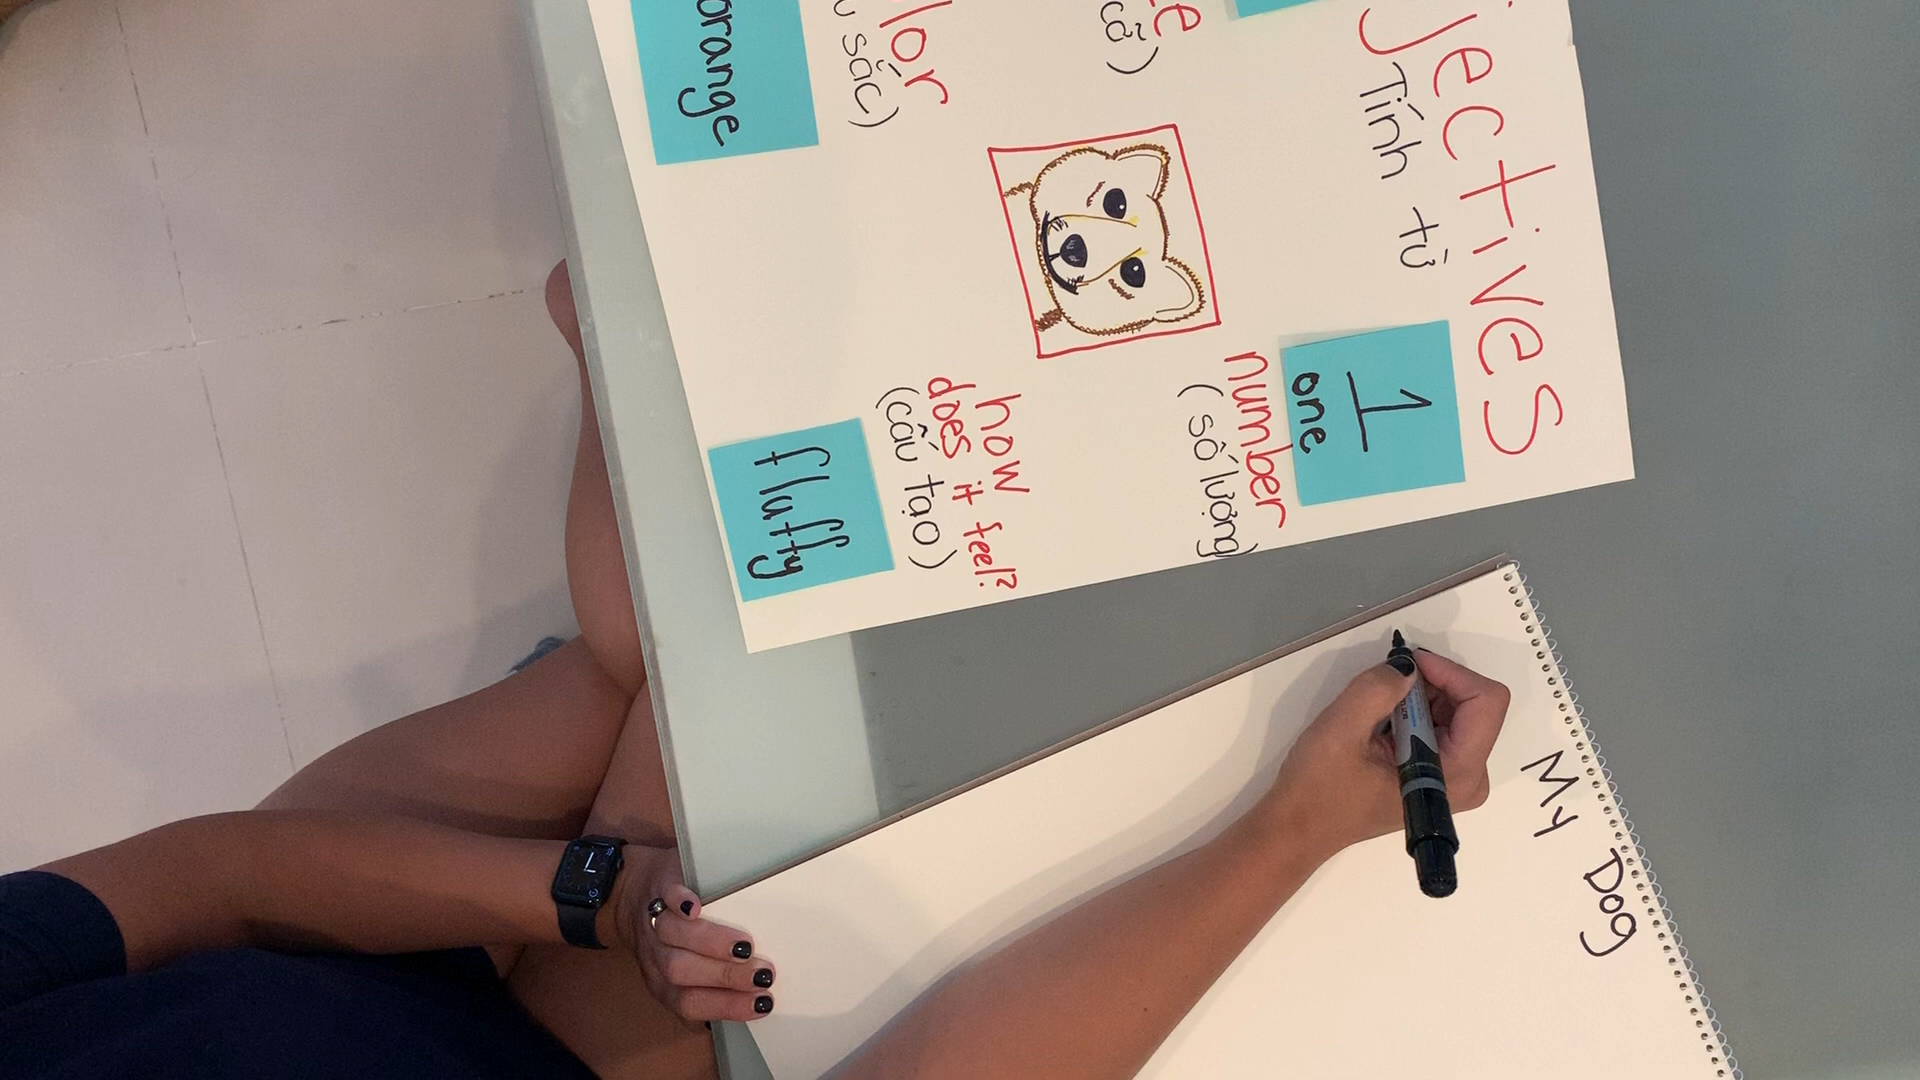 jectives
Tính từ
1
one
number
(số lượng)
lor
sắc)
orange
how
does it feel?
(cấu tạo)
fluffy
My Dog